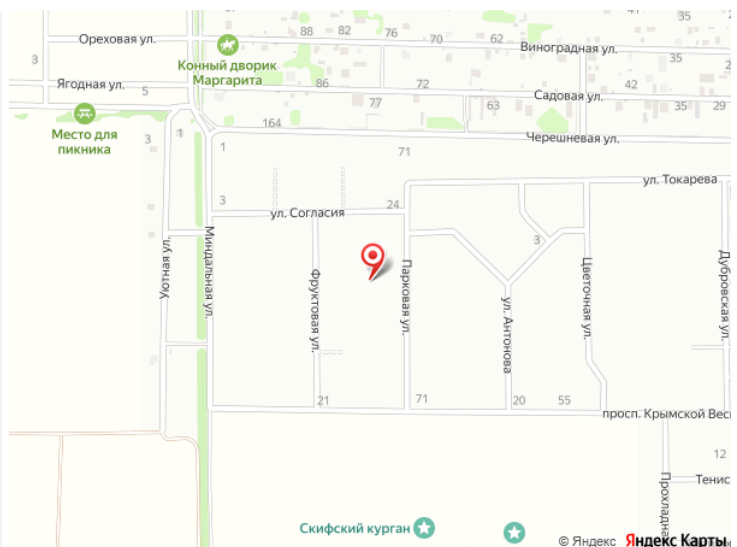 35
41
88
82
76
70
62
35
Ореховая ул.
Виноградная ул.
3
Конный дворик
Маргарита
Ягодная ул.
5
86
72
42
77
63
Садовая ул.
35
29
Место для
пикника
3
1
1
164
71
Черешневая ул.
ул. Токарева
3
ул. Согласия
24
Уютная ул.
Миндальная ул.
Фруктовая ул.
Парковая ул.
3
ул. Антонова
Цветочная ул.
Дубровская ул.
21
71
20
55
просп. Крымской Вес
12
Тенис
Прохладная
Скифский курган
© Яндекс Яндекс Карты